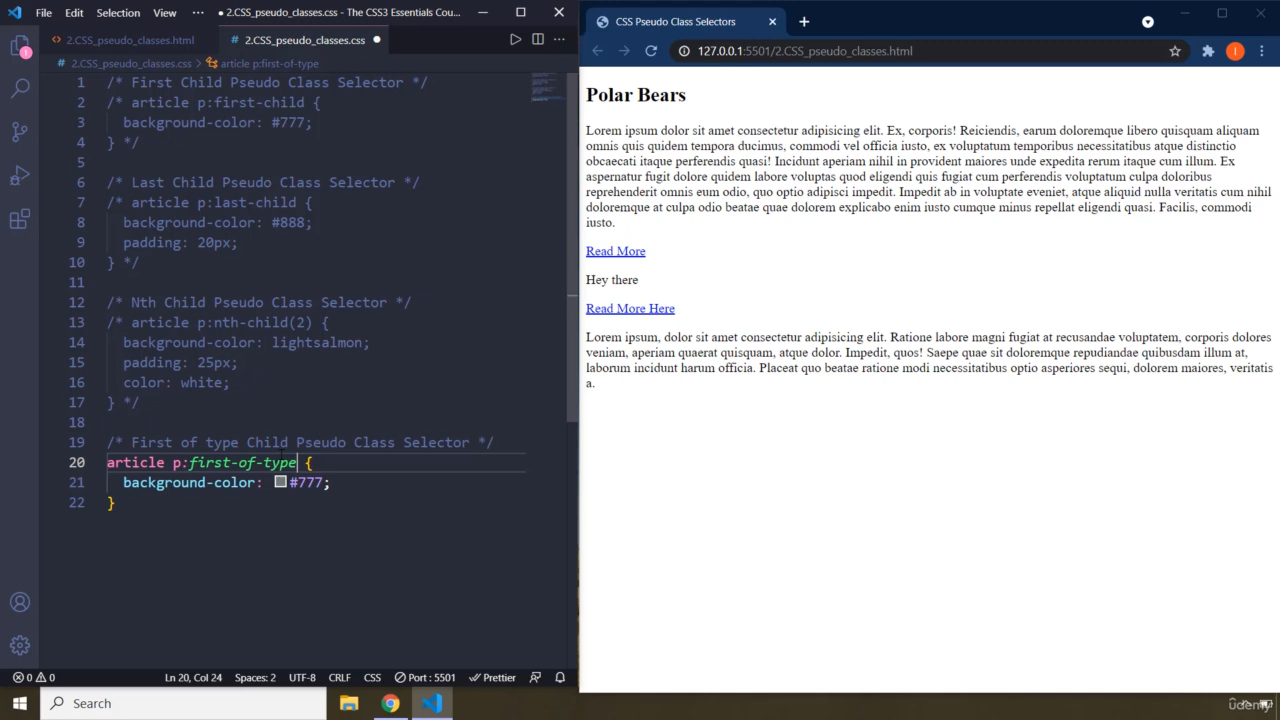 File Edit Selection View ··· ● 2.CSS_pseudo_classes.css - The CSS3 Essentials Cou...
<> 2.CSS_pseudo_classes.html # 2.CSS_pseudo_classes.css ●
# 2.CSS_pseudo_classes.css > article p:first-of-type
1 /* First Child Pseudo Class Selector */
2 /* article p:first-child {
3 background-color: #777;
4 } */
5
6 /* Last Child Pseudo Class Selector */
7 /* article p:last-child {
8 background-color: #888;
9 padding: 20px;
10 } */
11
12 /* Nth Child Pseudo Class Selector */
13 /* article p:nth-child(2) {
14 background-color: lightsalmon;
15 padding: 25px;
16 color: white;
17 } */
18
19 /* First of type Child Pseudo Class Selector */
20 article p:first-of-type {
21 background-color: #777;
22 }
1
0 0 Ln 20, Col 24 Spaces: 2 UTF-8 CRLF CSS Port : 5501 Prettier
Search
CSS Pseudo Class Selectors
127.0.0.1:5501/2.CSS_pseudo_classes.html
I
Polar Bears
Lorem ipsum dolor sit amet consectetur adipisicing elit. Ex, corporis! Reiciendis, earum doloremque libero quisquam aliquam
omnis quis quidem tempora ducimus, commodi vel officia iusto, ex voluptatum temporibus necessitatibus atque distinctio
obcaecati itaque perferendis quasi! Incidunt aperiam nihil in provident maiores unde expedita rerum itaque cum illum. Ex
aspernatur fugit dolore quidem labore voluptas quod eligendi quis fugiat cum perferendis voluptatum culpa doloribus
reprehenderit omnis eum odio, quo optio adipisci impedit. Impedit ab in voluptate eveniet, atque aliquid nulla veritatis cum nihil
doloremque at culpa odio beatae quae dolorem explicabo enim iusto cumque minus repellat eligendi quasi. Facilis, commodi
iusto.
Read More
Hey there
Read More Here
Lorem ipsum, dolor sit amet consectetur adipisicing elit. Ratione labore magni fugiat at recusandae voluptatem, corporis dolores
veniam, aperiam quaerat quisquam, atque dolor. Impedit, quos! Saepe quae sit doloremque repudiandae quibusdam illum at,
laborum incidunt harum officia. Placeat quo beatae ratione modi necessitatibus optio asperiores sequi, dolorem maiores, veritatis
a.
udemy